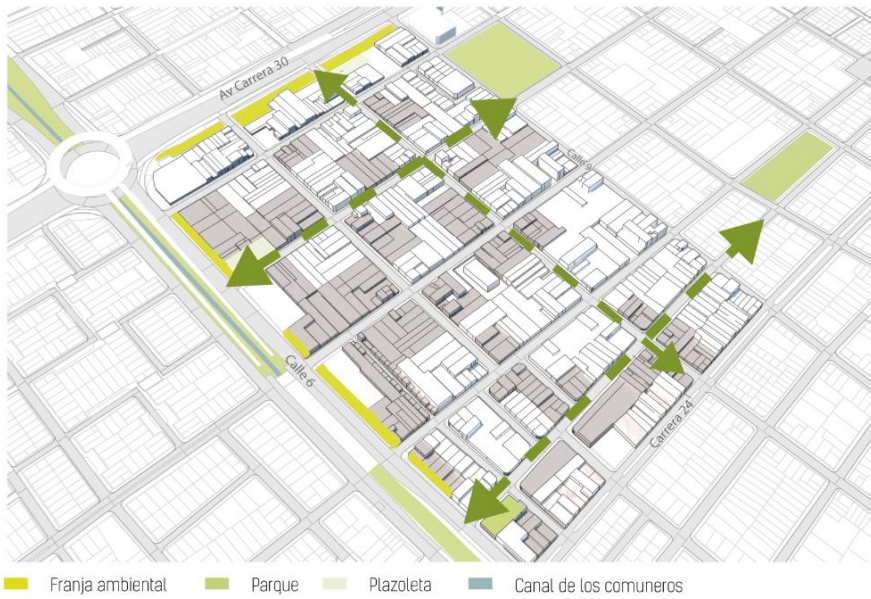 Av Carrera 30
Calle 9
Calle 6
Carrera 24
Franja ambiental
Parque
Plazoleta
Canal de los comuneros